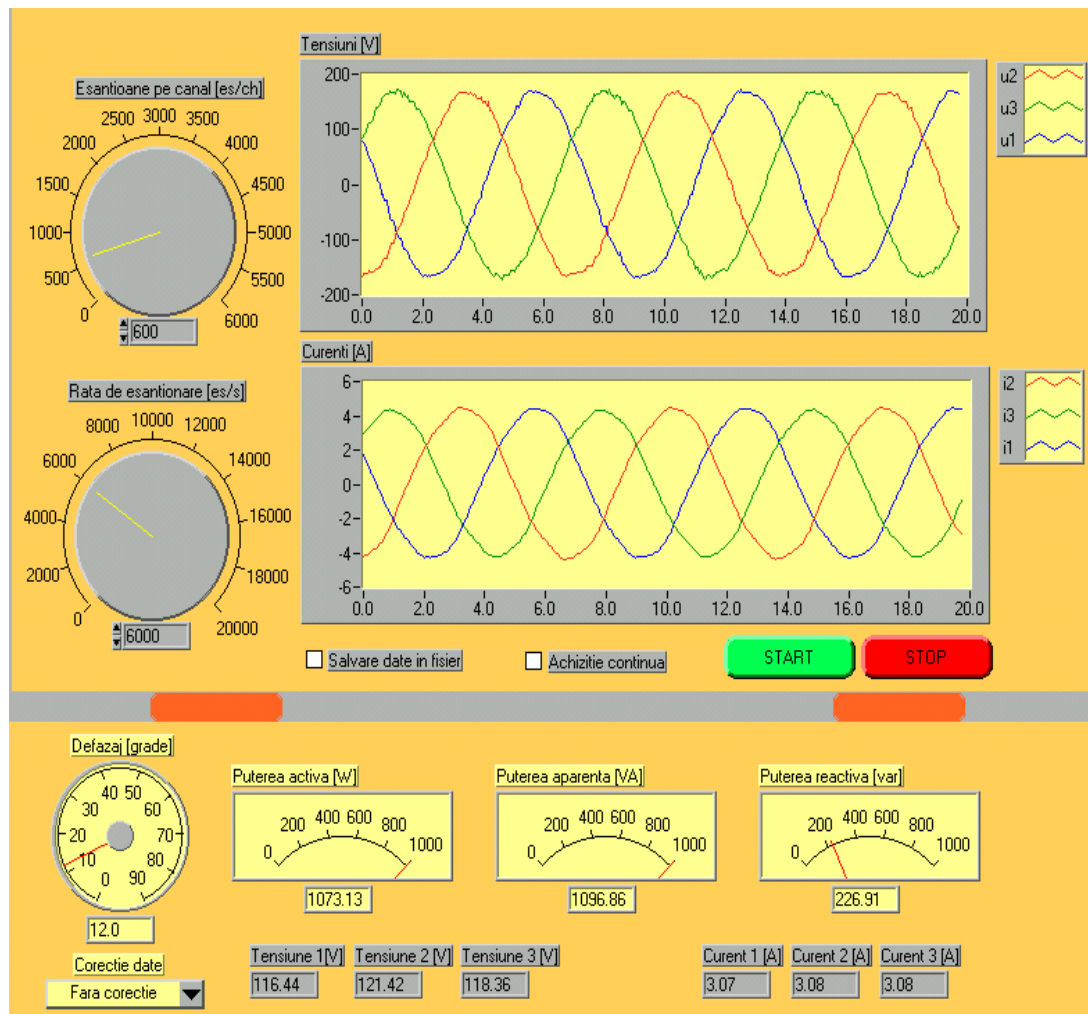 Tensiuni [V]
Esantioane pe canal [es/ch]
0
500
1000
1500
2000
2500
3000
3500
4000
4500
5000
5500
6000
600
200
100
0
-100
-200
0.0 2.0 4.0 6.0 8.0 10.0 12.0 14.0 16.0 18.0 20.0
u2
u3
u1
Curenti [A]
Rata de esantionare [es/s]
0
2000
4000
6000
8000
10000
12000
14000
16000
18000
20000
6000
6
4
2
0
-2
-4
-6
0.0 2.0 4.0 6.0 8.0 10.0 12.0 14.0 16.0 18.0 20.0
i2
i3
i1
Salvare date in fisier
Achizitie continua
START
STOP
Defazaj [grade]
0
10
20
30
40
50
60
70
80
90
12.0
Puterea activa [W]
0 200 400 600 800 1000
1073.13
Puterea aparenta [VA]
0 200 400 600 800 1000
1096.86
Puterea reactiva [var]
0 200 400 600 800 1000
226.91
Corectie date
Fara corectie
Tensiune 1[V] Tensiune 2 [V] Tensiune 3 [V]
116.44 121.42 118.36
Curent 1 [A] Curent 2 [A] Curent 3 [A]
3.07 3.08 3.08